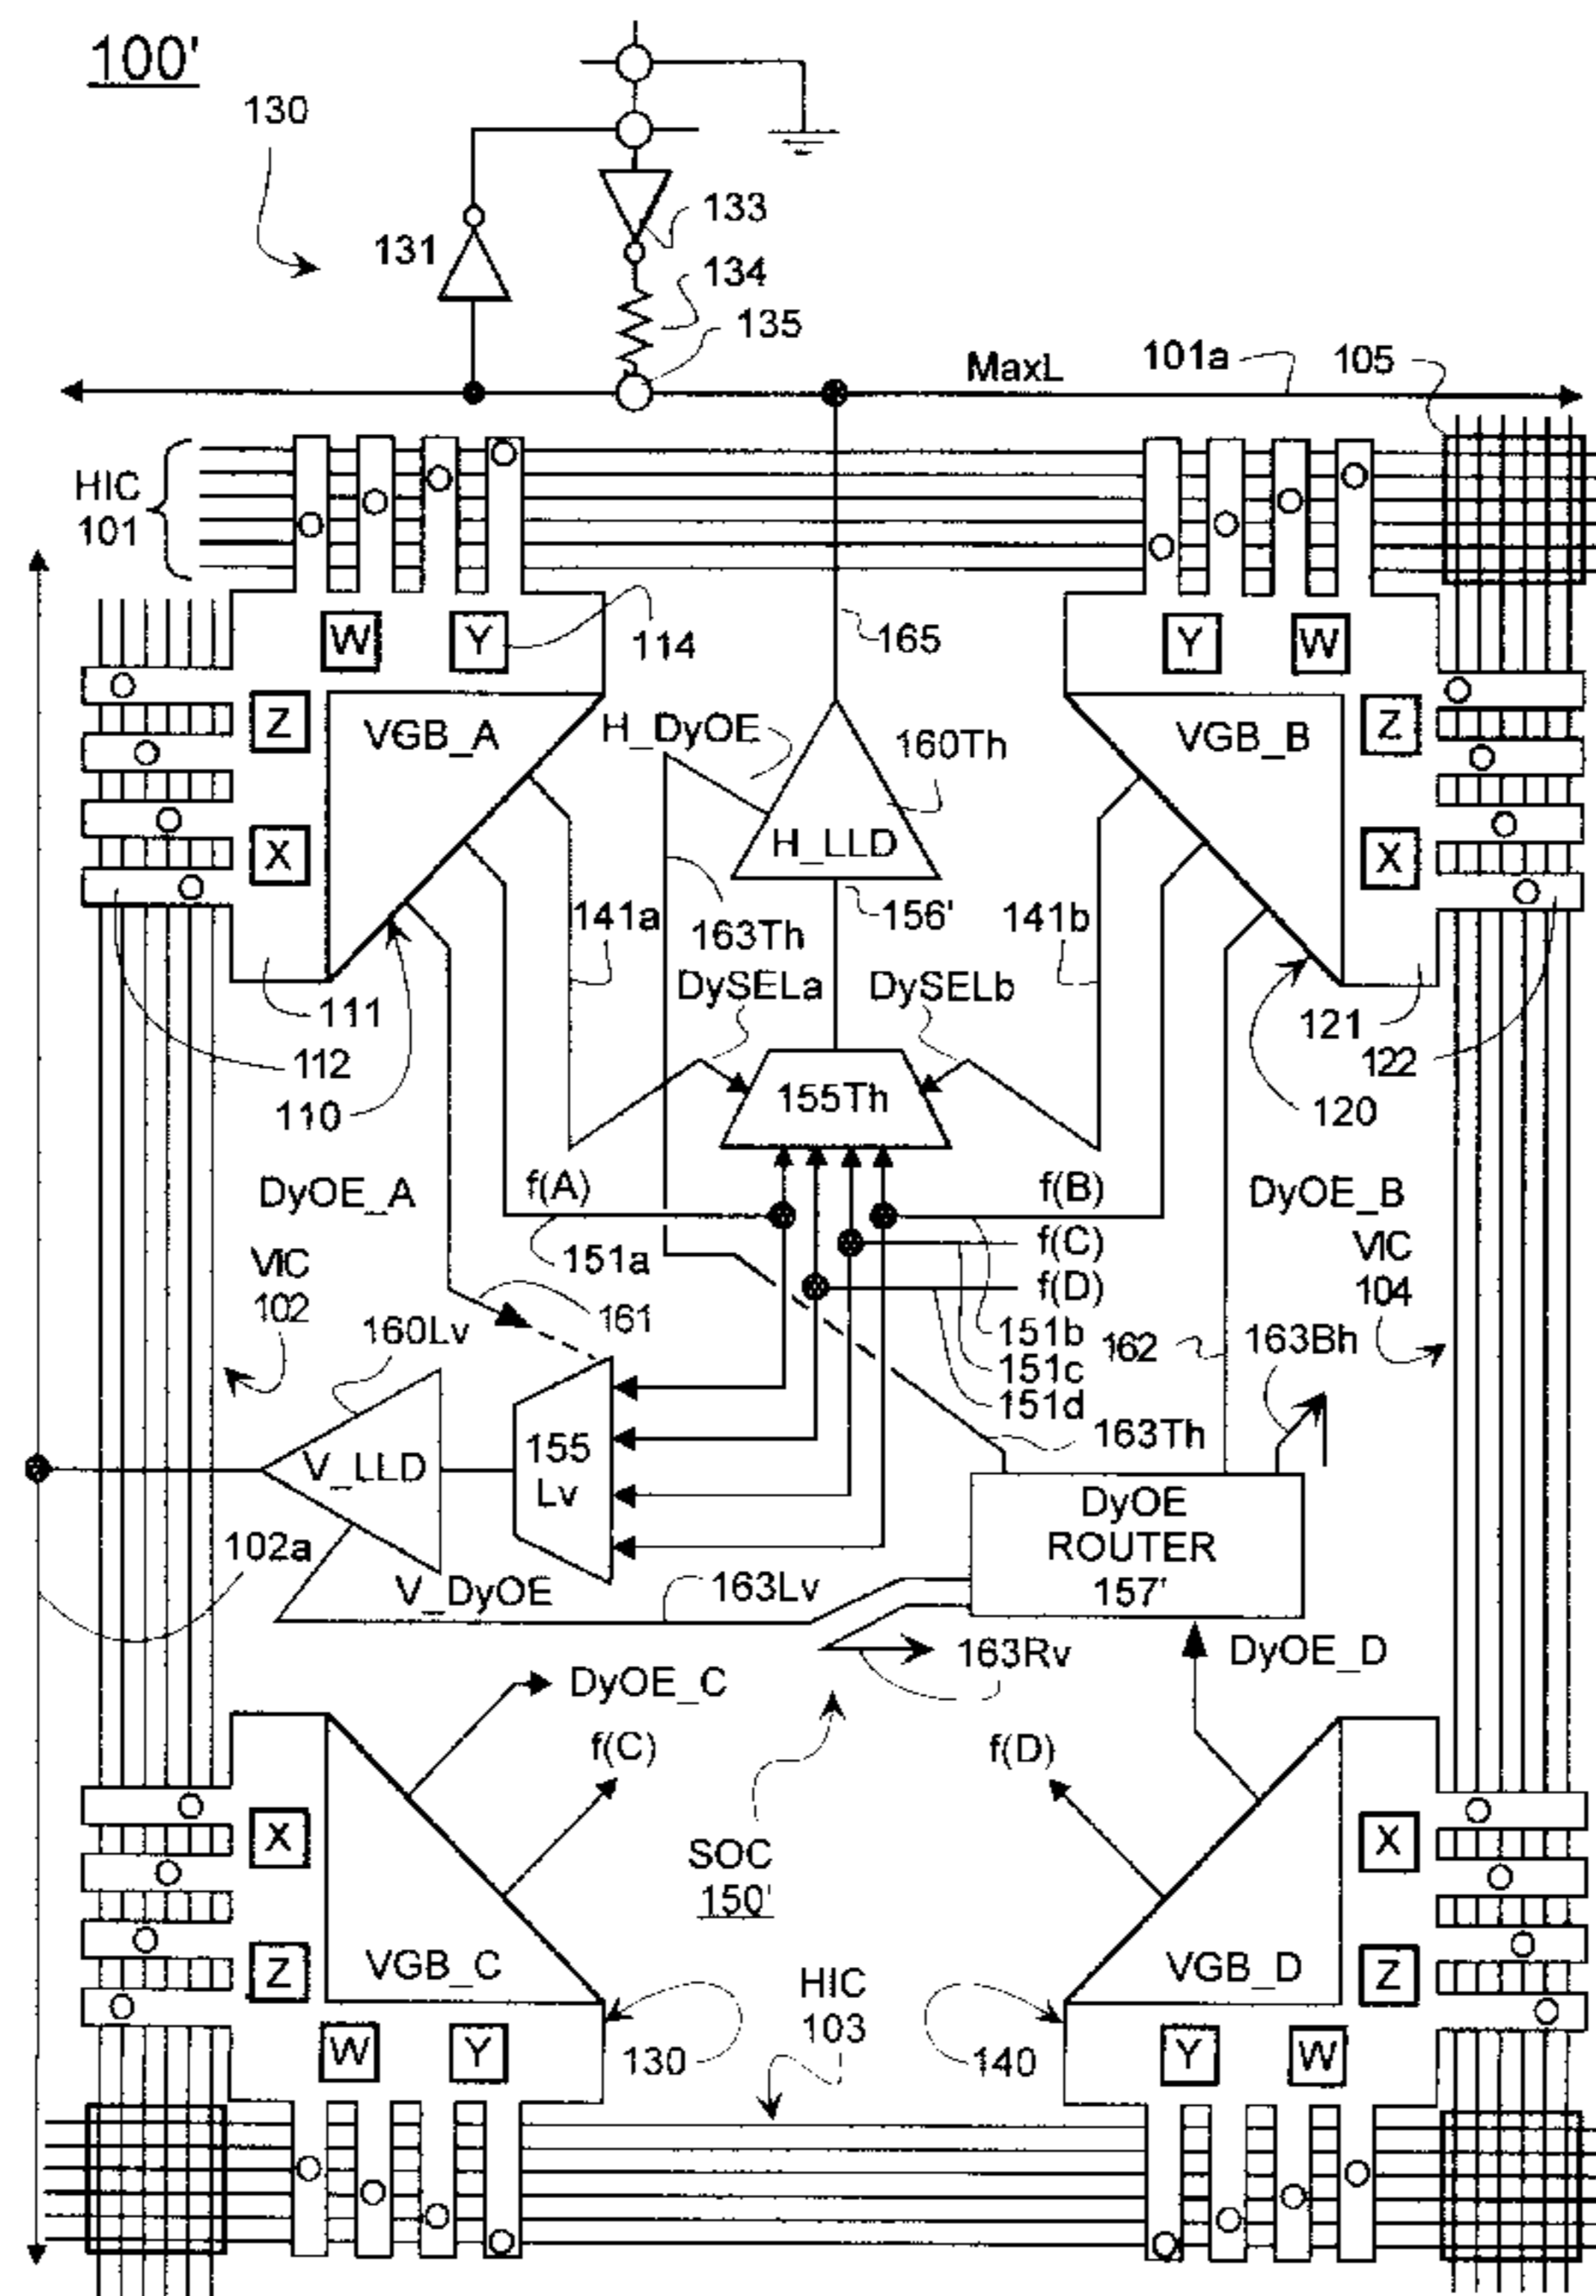 100'
130
133
131
134
135
MaxL
101a
105
HIC
101
W
Y
114
165
Y
W
Z
VGB_A
H_DyOE
160Th
VGB_B
Z
X
H_LLD
X
141a
163Th
156'
141b
DySELa
DySELb
111
121
112
122
110
155Th
120
DyOE_A
f(A)
f(B)
DyOE_B
151a
f(C)
VIC
102
f(D)
VIC
104
161
160Lv
151b
162
163Bh
151c
151d
163Th
V_LLD
155
Lv
DyOE
ROUTER
157'
102a
V_DyOE
163Lv
163Rv
DyOE_D
DyOE_C
f(C)
f(D)
X
SOC
150'
X
VGB_C
VGB_D
Z
HIC
103
Z
W
Y
130
140
Y
W